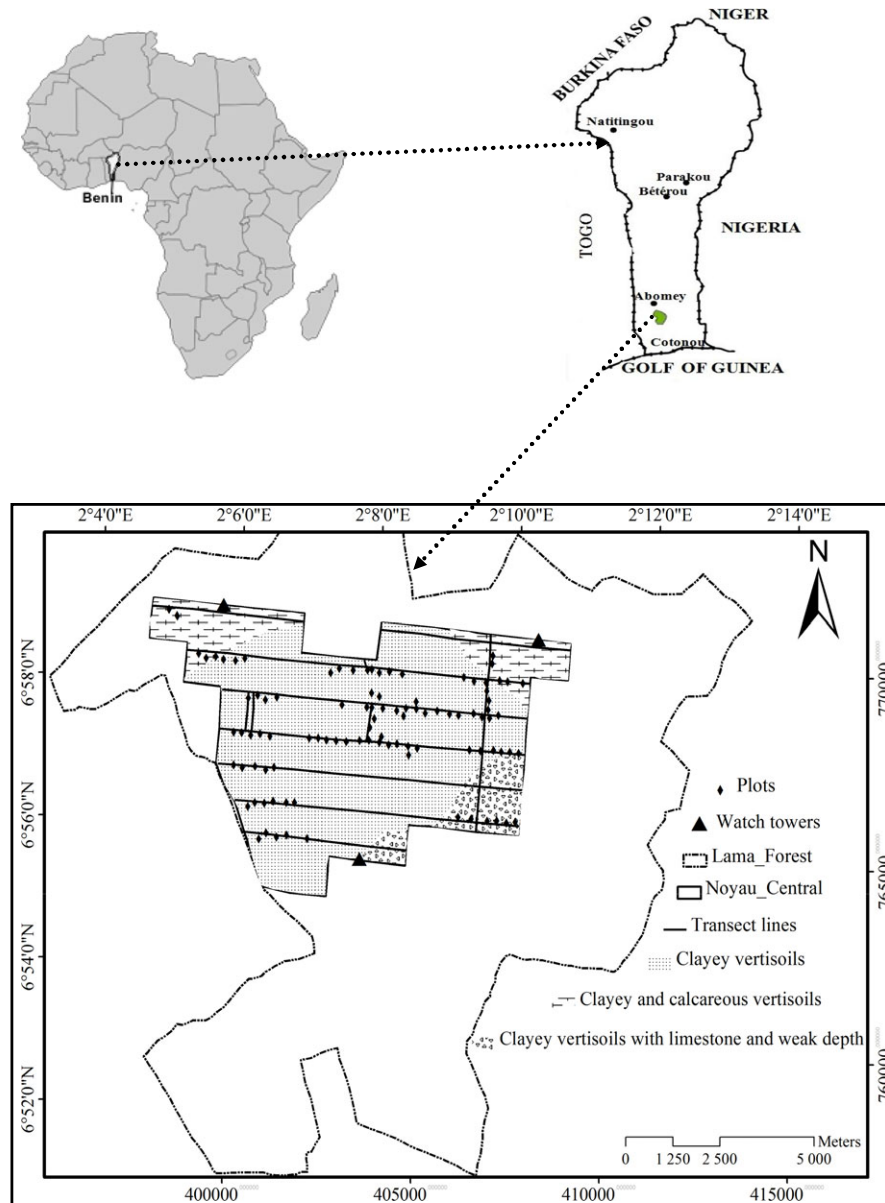 Benin
NIGER
BURKINA FASO
Natitingou
Parakou
Bétérou
TOGO
NIGERIA
Abomey
Cotonou
GOLF OF GUINEA
2°4'0"E 2°6'0"E 2°8'0"E 2°10'0"E 2°12'0"E 2°14'0"E
N
6°58'0"N
6°56'0"N
6°54'0"N
6°52'0"N
770000
765000
760000
Plots
Watch towers
Lama_Forest
Noyau_Central
Transect lines
Clayey vertisoils
Clayey and calcareous vertisoils
Clayey vertisoils with limestone and weak depth
Meters
0 1 250 2 500 5 000
400000 405000 410000 415000